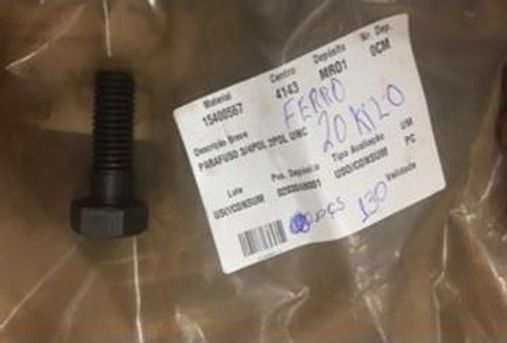 Material Centro Depósito Nr. Dep.
15400567 4143 MR01 0CM
FERRO
Descrição Breve
PARAFUSO 3/4POL 2POL UNC
20 KILO
Lote Pos. Depósito Tipo Avaliação UM
USO/CONSUM USO/CONSUM PC
Validade
pçs 130